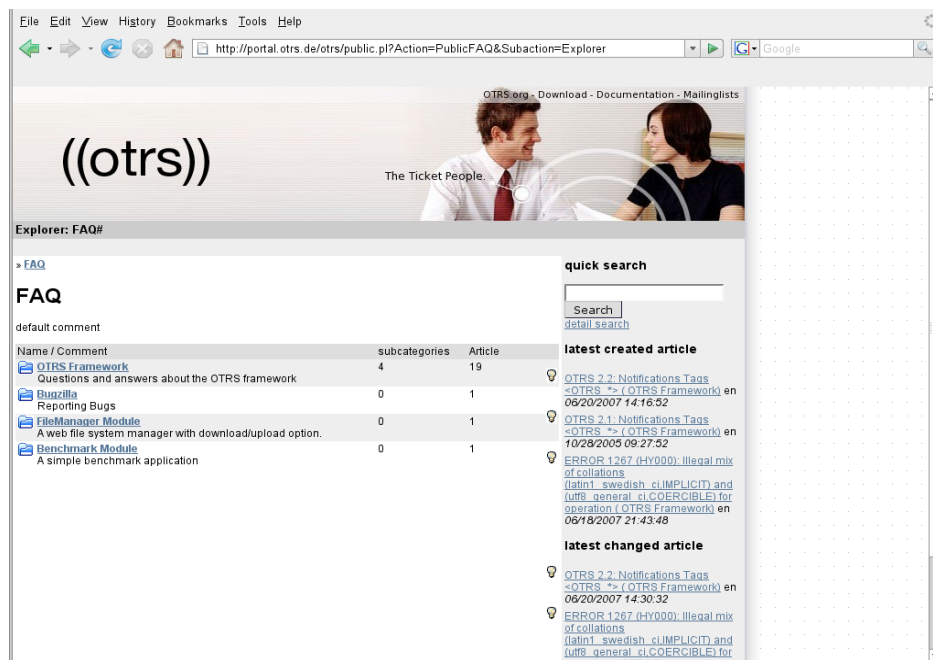 File Edit View History Bookmarks Tools Help
http://portal.otrs.de/otrs/public.pl?Action=PublicFAQ&Subaction=Explorer
G Google
OTRS.org - Download - Documentation - Mailinglists
((otrs))
The Ticket People.
Explorer: FAQ#
» FAQ
FAQ
default comment
Name / Comment subcategories Article
OTRS Framework 4 19
Questions and answers about the OTRS framework
Bugzilla 0 1
Reporting Bugs
FileManager Module 0 1
A web file system manager with download/upload option.
Benchmark Module 0 1
A simple benchmark application
quick search
Search
detail search
latest created article
OTRS 2.2: Notifications Tags
<OTRS_*> ( OTRS Framework) en
06/20/2007 14:16:52
OTRS 2.1: Notifications Tags
<OTRS_*> ( OTRS Framework) en
10/28/2005 09:27:52
ERROR 1267 (HY000): Illegal mix
of collations
(latin1_swedish_ci,IMPLICIT) and
(utf8_general_ci,COERCIBLE) for
operation ( OTRS Framework) en
06/18/2007 21:43:48
latest changed article
OTRS 2.2: Notifications Tags
<OTRS_*> ( OTRS Framework) en
06/20/2007 14:30:32
ERROR 1267 (HY000): Illegal mix
of collations
(latin1_swedish_ci,IMPLICIT) and
(utf8_general_ci,COERCIBLE) for